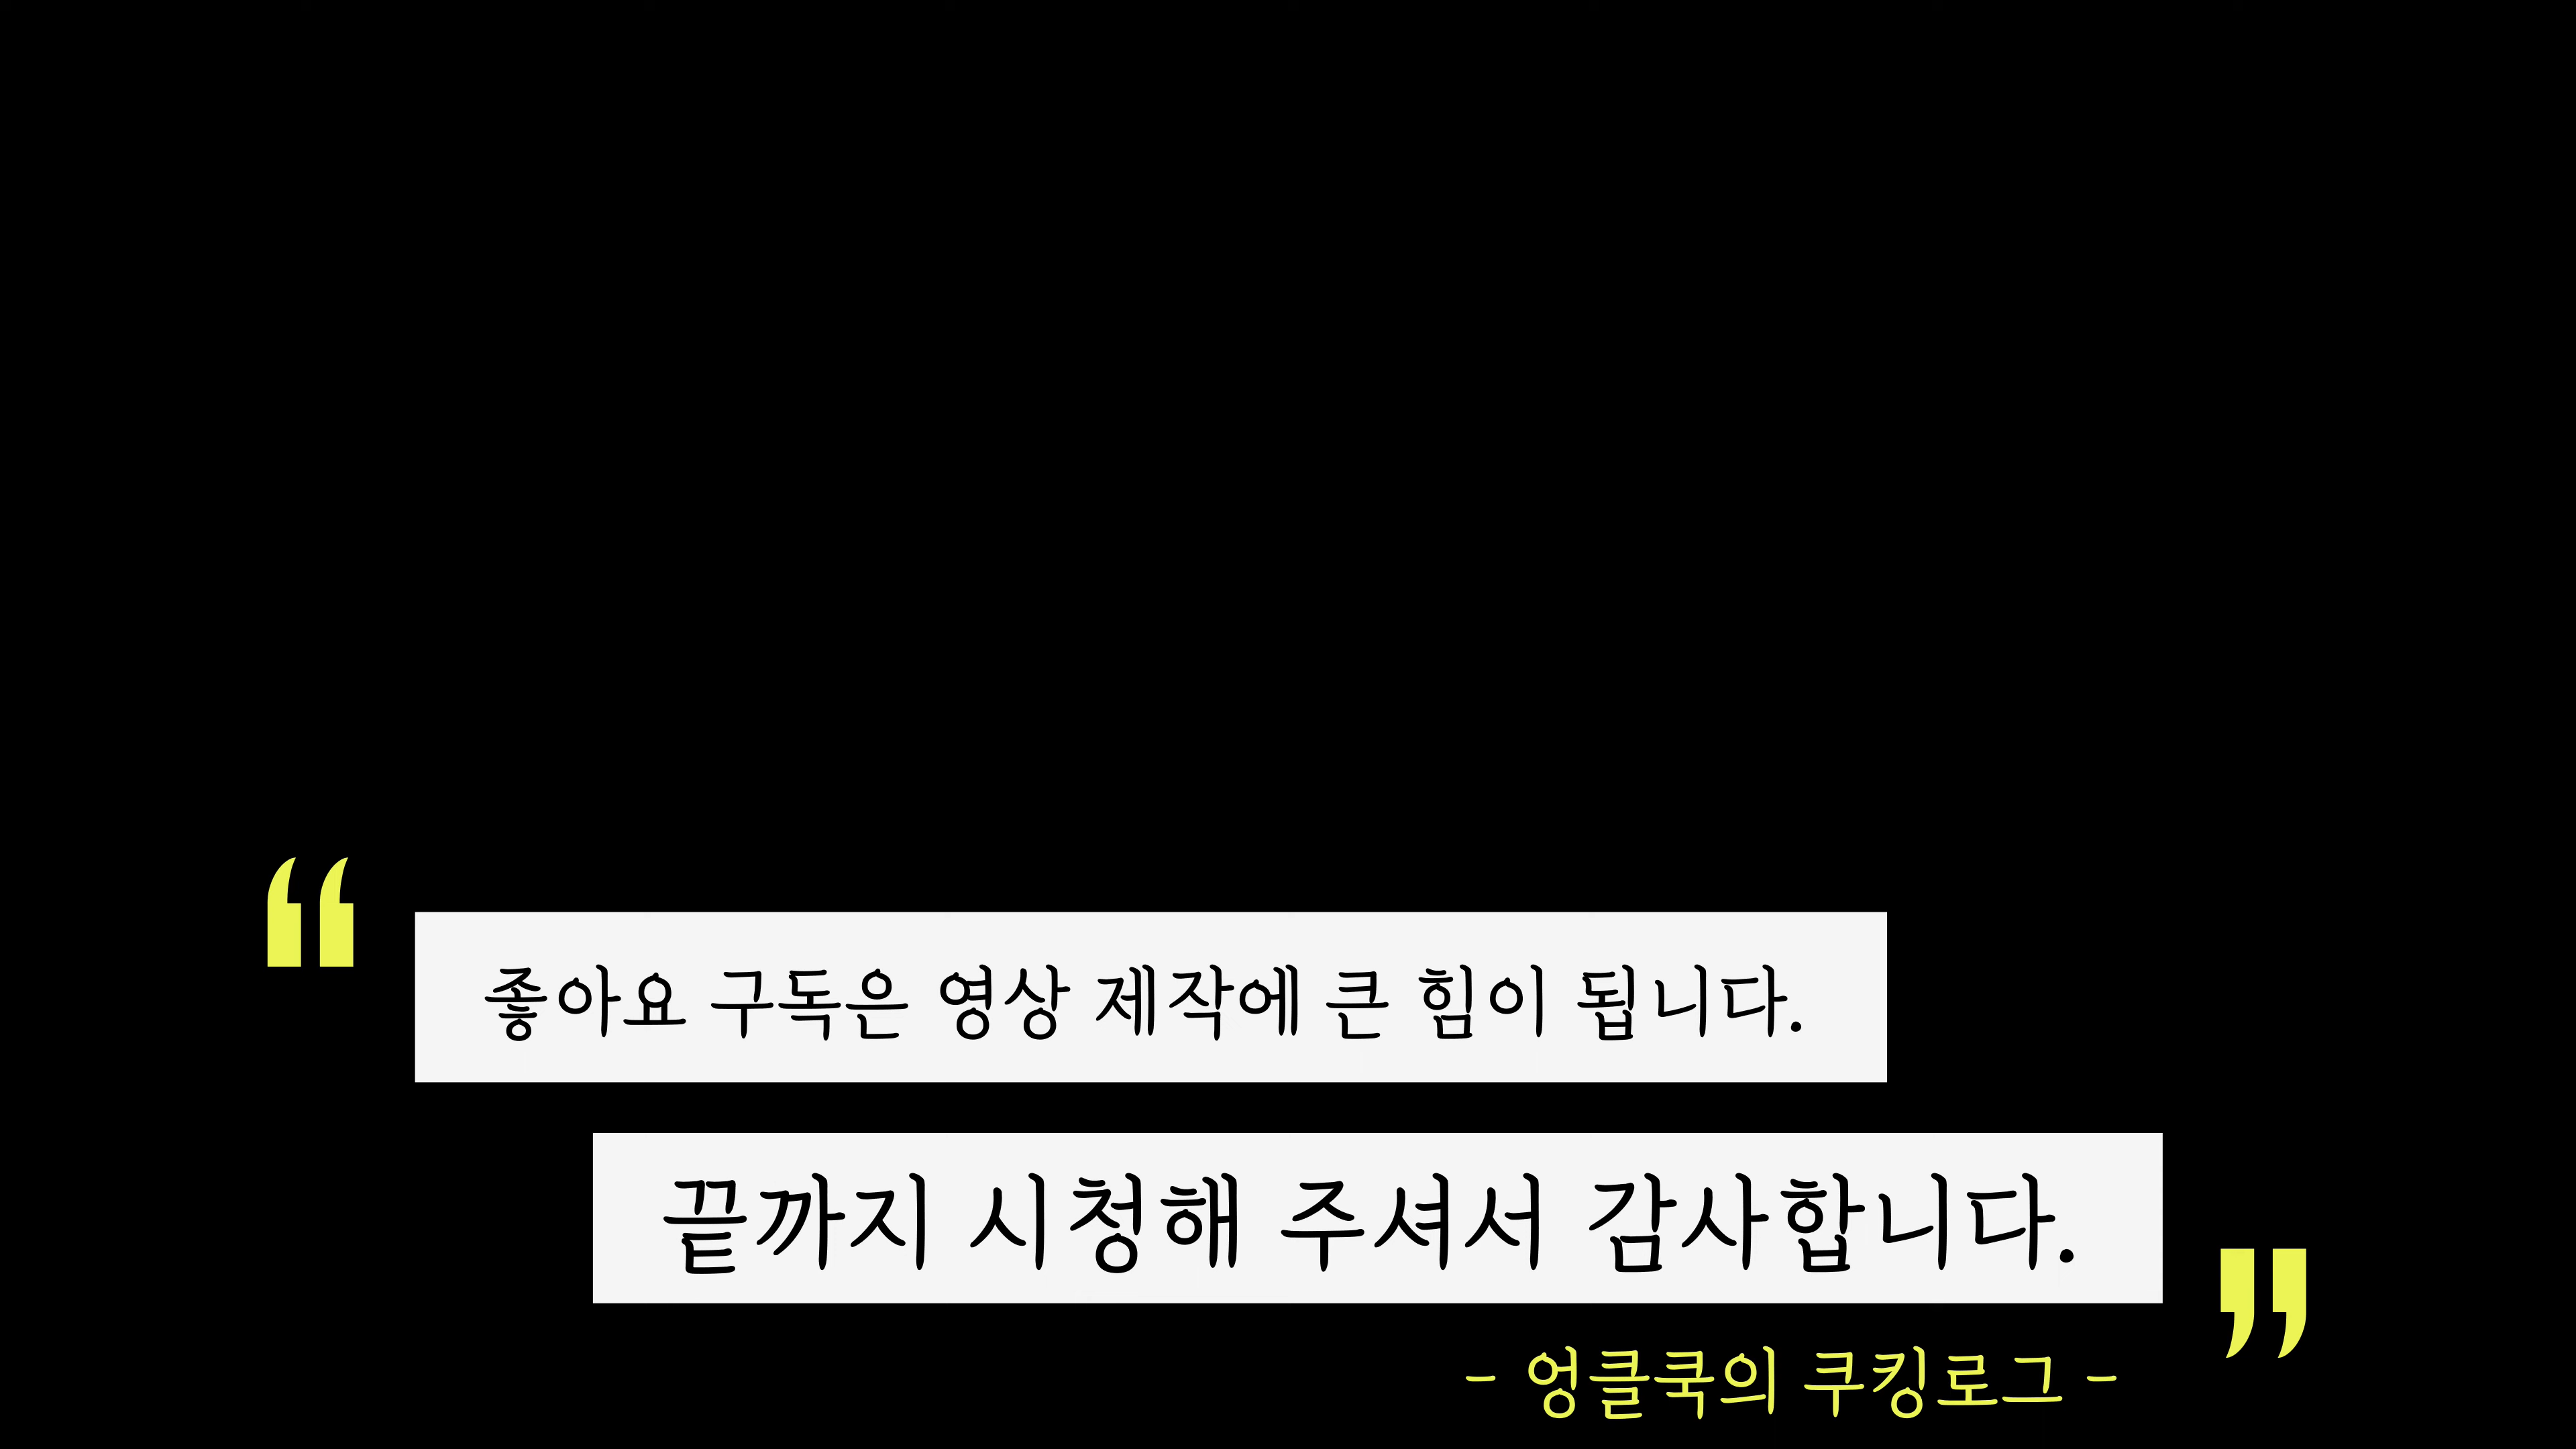 “
좋아요 구독은 영상 제작에 큰 힘이 됩니다.
끝까지 시청해 주셔서 감사합니다.
”
- 엉클쿡의 쿠킹로그 -